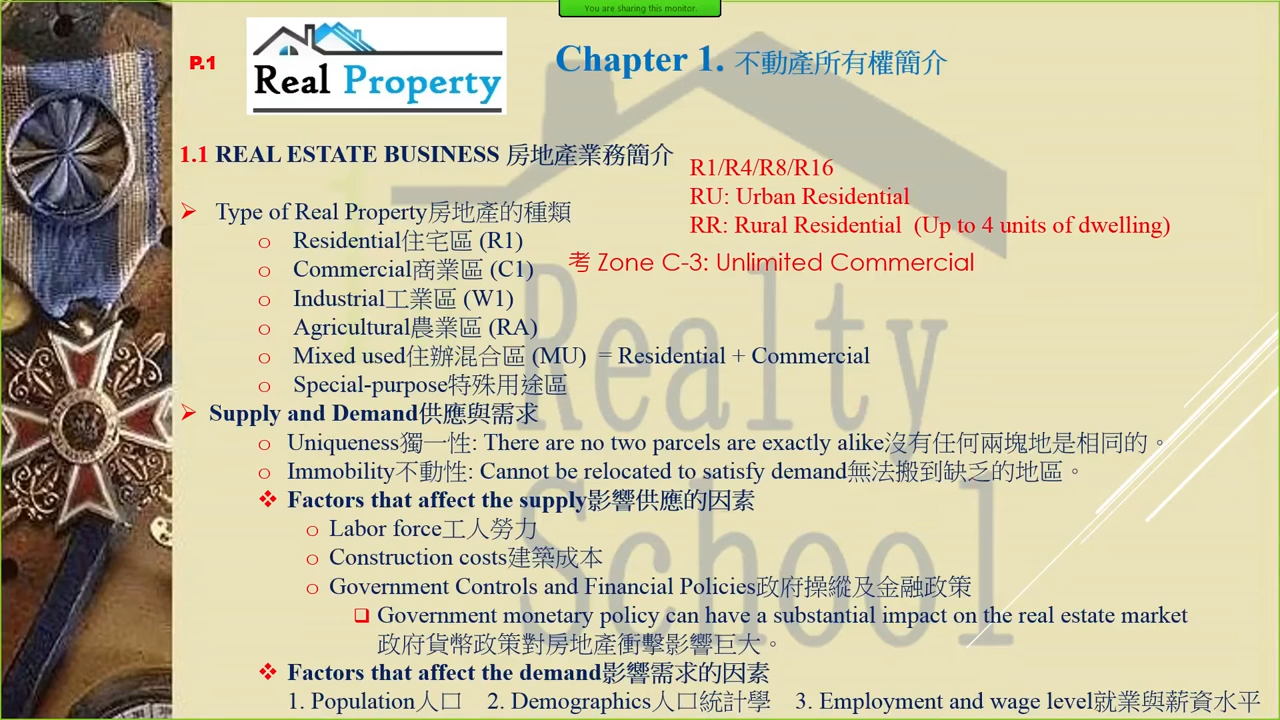 You are sharing this monitor.
P.1
Real Property
Chapter 1. 不動產所有權簡介
1.1 REAL ESTATE BUSINESS 房地產業務簡介
R1/R4/R8/R16
RU: Urban Residential
RR: Rural Residential (Up to 4 units of dwelling)
Type of Real Property房地產的種類
Residential住宅區 (R1)
Commercial商業區 (C1)
考 Zone C-3: Unlimited Commercial
Industrial工業區 (W1)
Agricultural農業區 (RA)
Mixed used住辦混合區 (MU) = Residential + Commercial
Special-purpose特殊用途區
Supply and Demand供應與需求
Uniqueness獨一性: There are no two parcels are exactly alike沒有任何兩塊地是相同的。
Immobility不動性: Cannot be relocated to satisfy demand無法搬到缺乏的地區。
Factors that affect the supply影響供應的因素
Labor force工人勞力
Construction costs建築成本
Government Controls and Financial Policies政府操縱及金融政策
Government monetary policy can have a substantial impact on the real estate market
政府貨幣政策對房地產衝擊影響巨大。
Factors that affect the demand影響需求的因素
1. Population人口 2. Demographics人口統計學 3. Employment and wage level就業與薪資水平
Realty
School